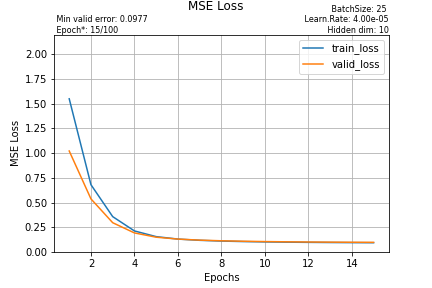 MSE Loss
Min valid error: 0.0977
Epoch*: 15/100
BatchSize: 25
Learn.Rate: 4.00e-05
Hidden dim: 10
train_loss
valid_loss
2.00
1.75
1.50
1.25
1.00
0.75
0.50
0.25
0.00
MSE Loss
2 4 6 8 10 12 14
Epochs